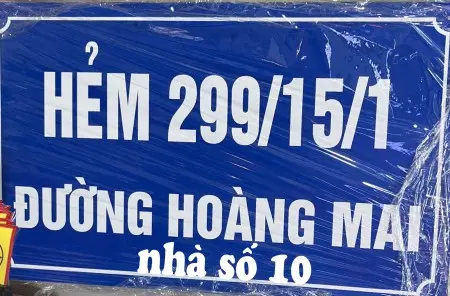 HẺM 299/15/1
ĐƯỜNG HOÀNG MAI
nhà số 10